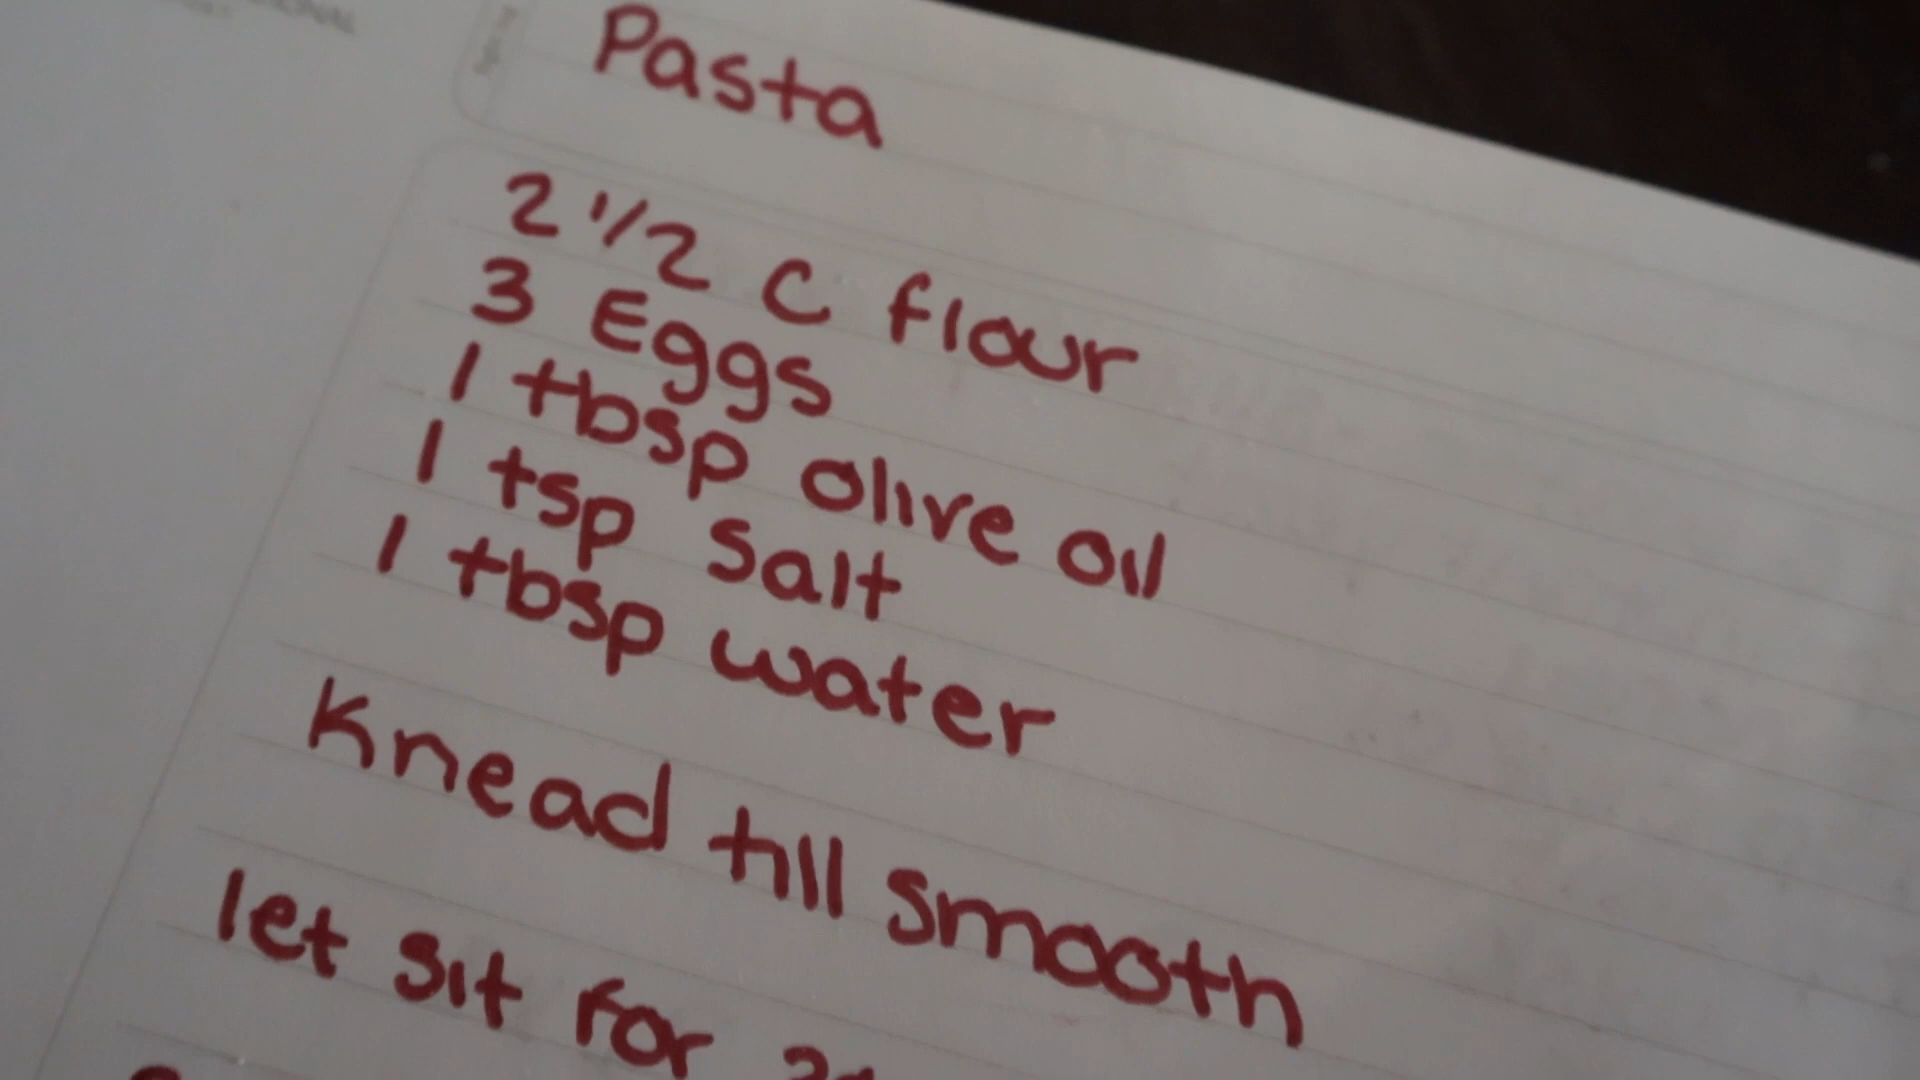 Pasta
2 1/2 C flour
3 Eggs
1 tbsp olive oil
1 tsp Salt
1 tbsp water
Knead till smooth
let sit for